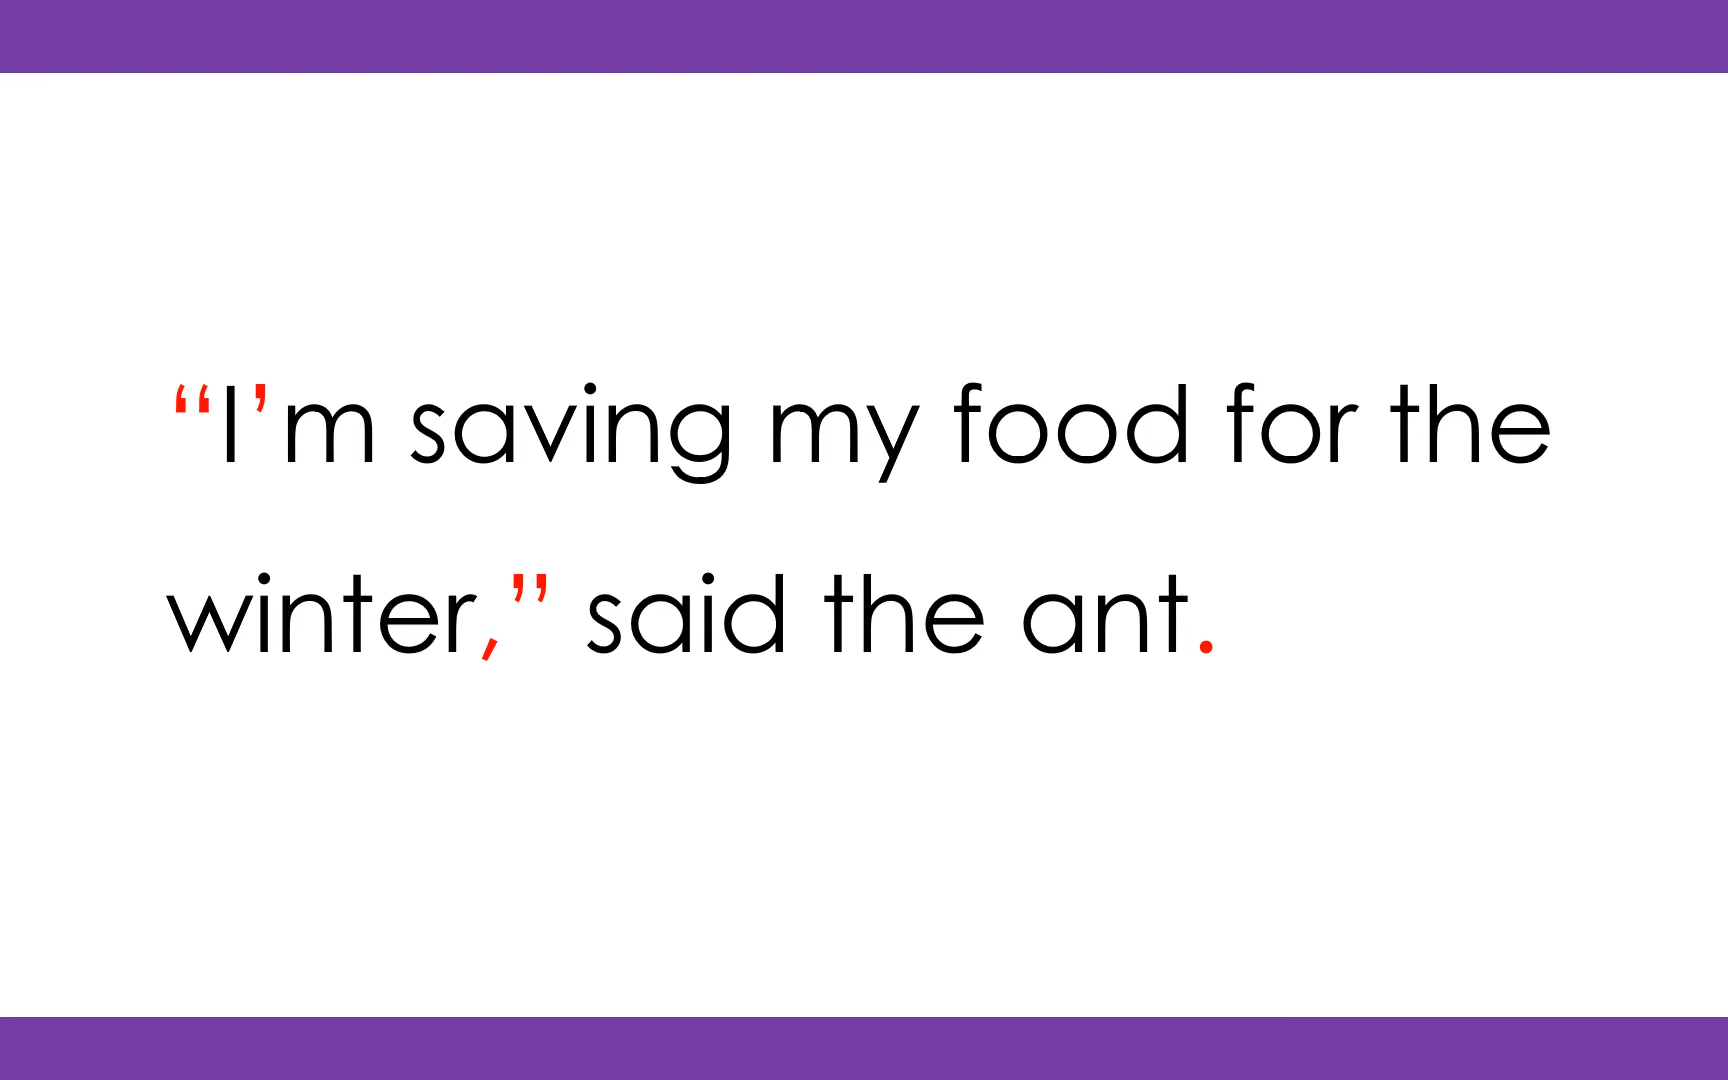 “I’m saving my food for the
winter,” said the ant.